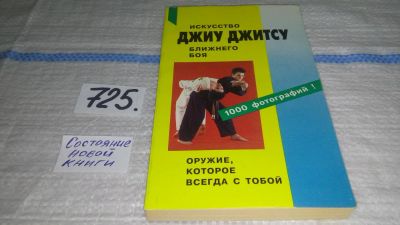 ИСКУССТВО
ДЖИУ ДЖИТСУ
БЛИЖНЕГО
БОЯ
1000 фотографий !
ОРУЖИЕ,
КОТОРОЕ
ВСЕГДА С ТОБОЙ
725.
Состояние
новой
книги